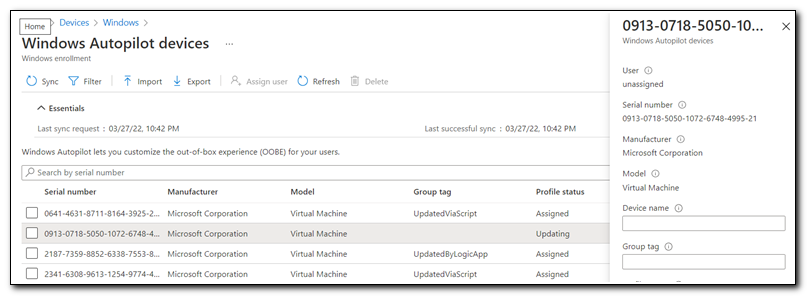 Home > Devices > Windows >
Windows Autopilot devices ...
Windows enrollment
Sync Filter Import Export Assign user Refresh Delete
Essentials
Last sync request : 03/27/22, 10:42 PM Last successful sync : 03/27/22, 10:42 PM
Windows Autopilot lets you customize the out-of-box experience (OOBE) for your users.
Search by serial number
Serial number Manufacturer Model Group tag Profile status
0641-4631-8711-8164-3925-2... Microsoft Corporation Virtual Machine UpdatedViaScript Assigned
0913-0718-5050-1072-6748-4... Microsoft Corporation Virtual Machine Updating
2187-7359-8852-6338-7553-8... Microsoft Corporation Virtual Machine UpdatedByLogicApp Assigned
2341-6308-9613-1254-9774-4... Microsoft Corporation Virtual Machine UpdatedViaScript Assigned
0913-0718-5050-10...
Windows Autopilot devices
User
unassigned
Serial number
0913-0718-5050-1072-6748-4995-21
Manufacturer
Microsoft Corporation
Model
Virtual Machine
Device name
Group tag